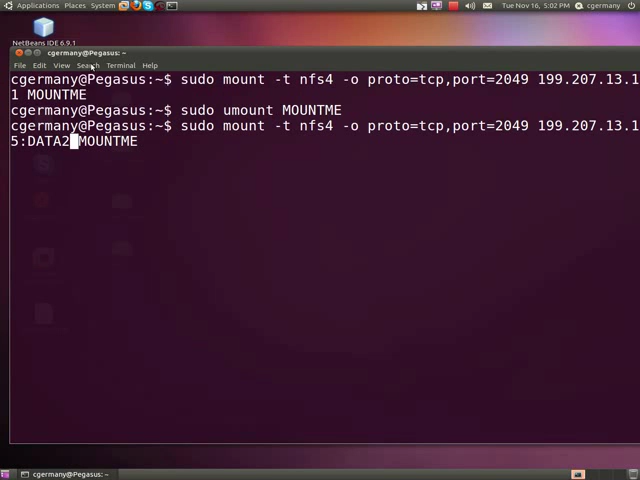 Applications Places System
Tue Nov 16, 5:02 PM cgermany
NetBeans IDE 6.9.1
cgermany@Pegasus: ~
File Edit View Search Terminal Help
cgermany@Pegasus:~$ sudo mount -t nfs4 -o proto=tcp,port=2049 199.207.13.1
1 MOUNTME
cgermany@Pegasus:~$ sudo umount MOUNTME
cgermany@Pegasus:~$ sudo mount -t nfs4 -o proto=tcp,port=2049 199.207.13.1
5:DATA2 MOUNTME
cgermany@Pegasus: ~